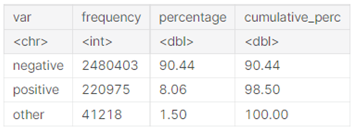 var frequency percentage cumulative_perc
<chr> <int> <dbl> <dbl>
negative 2480403 90.44 90.44
positive 220975 8.06 98.50
other 41218 1.50 100.00